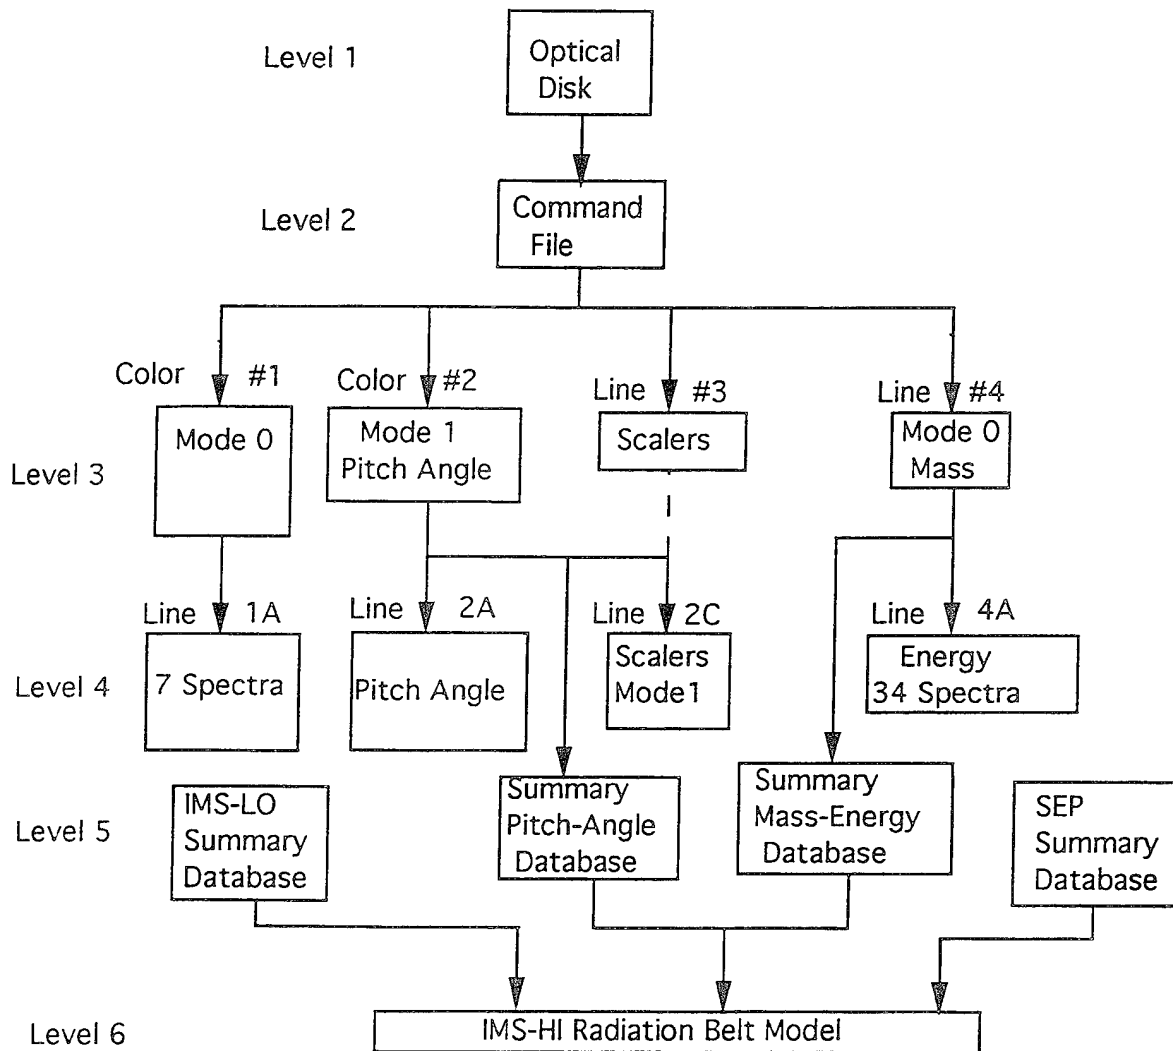 Level 1
Optical
Disk
Level 2
Command
File
Color #1
Color #2
Line #3
Line #4
Level 3
Mode 0
Mode 1
Pitch Angle
Scalers
Mode 0
Mass
Line 1A
Line 2A
Line 2C
Line 4A
Level 4
7 Spectra
Pitch Angle
Scalers
Mode1
Energy
34 Spectra
Level 5
IMS-LO
Summary
Database
Summary
Pitch-Angle
Database
Summary
Mass-Energy
Database
SEP
Summary
Database
Level 6
IMS-HI Radiation Belt Model